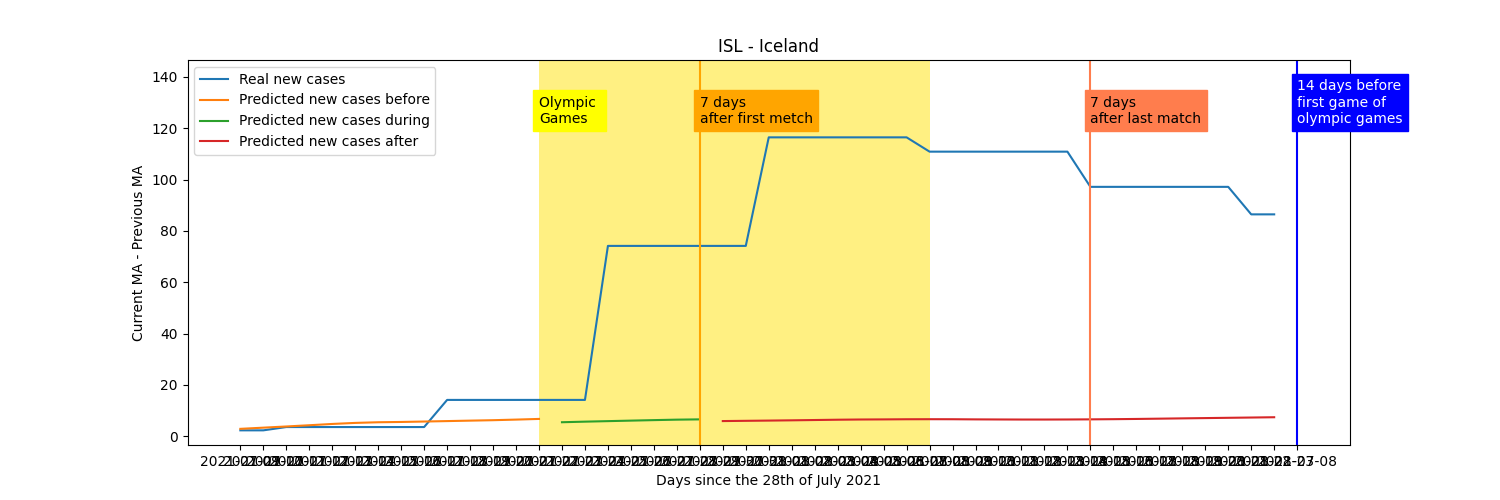 ISL - Iceland
Real new cases
Predicted new cases before
Predicted new cases during
Predicted new cases after
Olympic
Games
7 days
after first metch
7 days
after last match
14 days before
first game of
olympic games
Current MA - Previous MA
140
120
100
80
60
40
20
0
Days since the 28th of July 2021